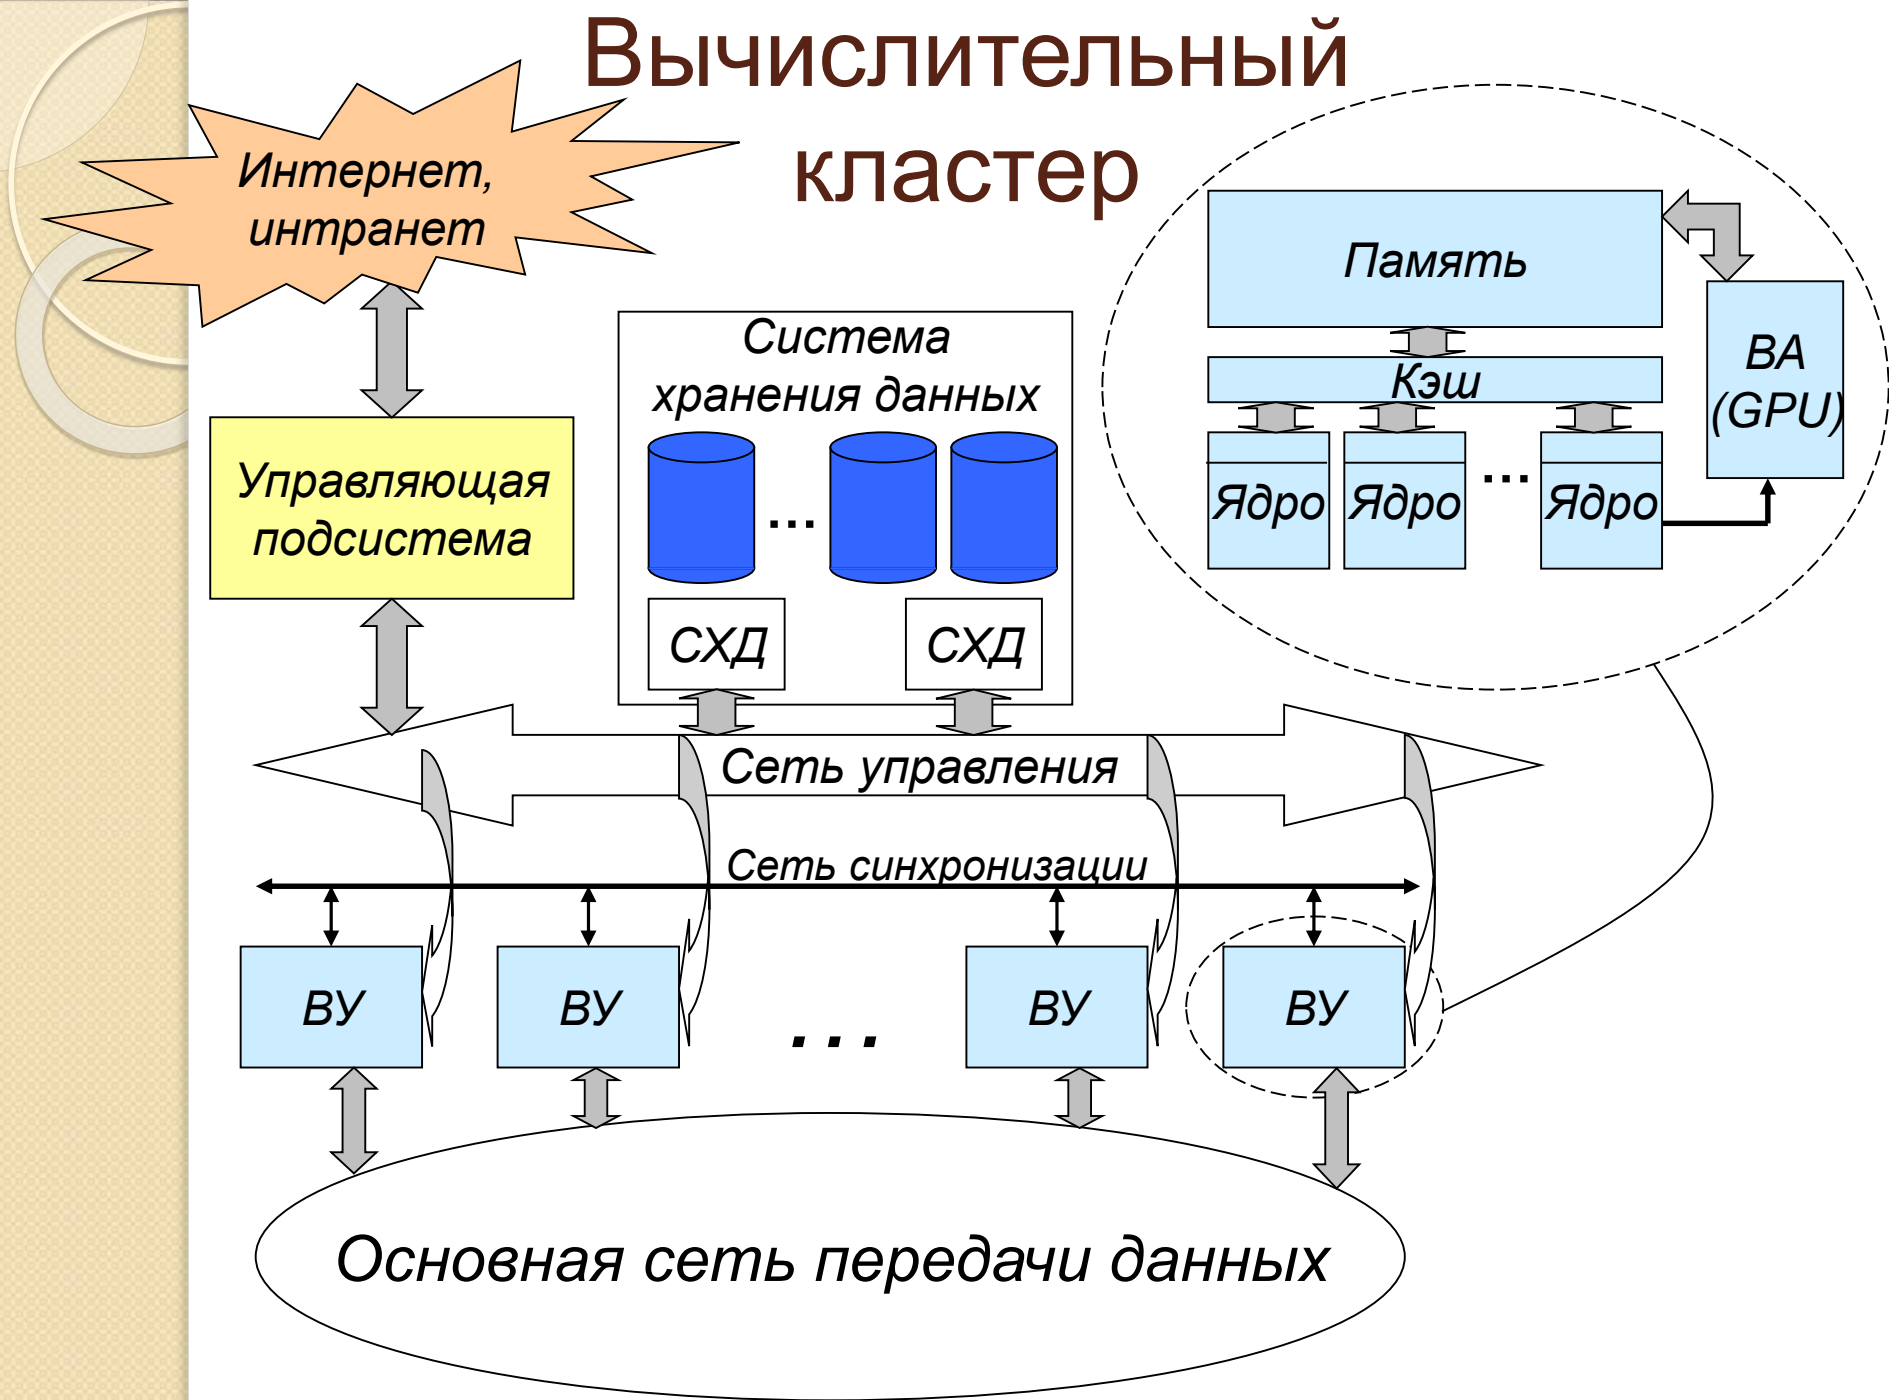 Вычислительный
кластер
Интернет,
интранет
Управляющая
подсистема
Система
хранения данных
...
СХД
СХД
Память
Кэш
ВА
(GPU)
Ядро
Ядро
...
Ядро
Сеть управления
Сеть синхронизации
ВУ
ВУ
...
ВУ
ВУ
Основная сеть передачи данных